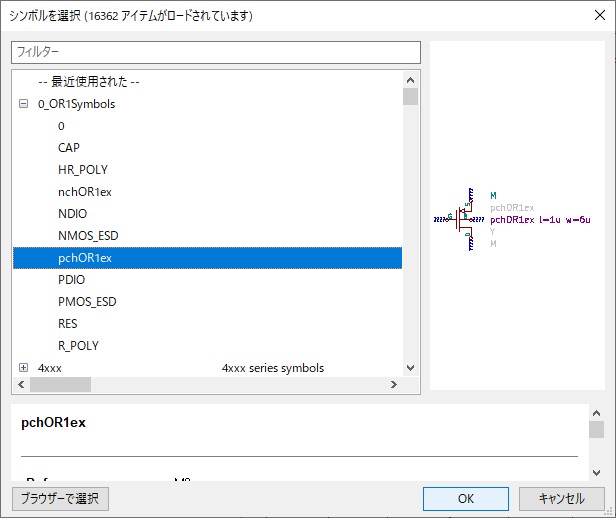 シンボルを選択 (16362 アイテムがロードされています)
フィルター
-- 最近使用された --
0_OR1Symbols
0
CAP
HR_POLY
nchOR1ex
NDIO
NMOS_ESD
pchOR1ex
PDIO
PMOS_ESD
RES
R_POLY
4xxx 4xxx series symbols
M
pchOR1ex
pchOR1ex l=1u w=6u
Y
M
pchOR1ex
ブラウザーで選択
OK
キャンセル